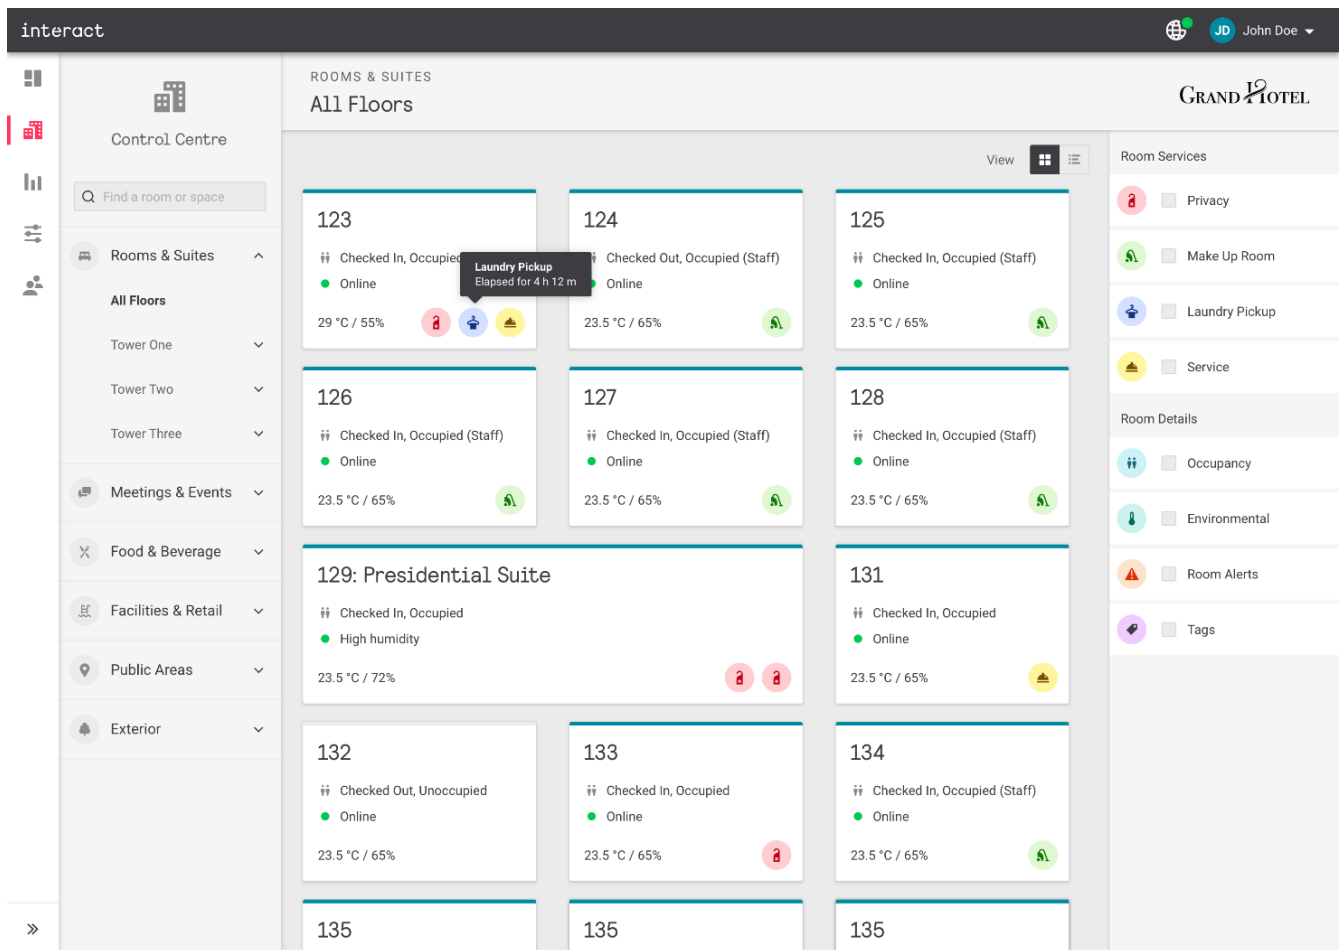 interact
JD John Doe
Control Centre
Find a room or space
Rooms & Suites
All Floors
Tower One
Tower Two
Tower Three
Meetings & Events
Food & Beverage
Facilities & Retail
Public Areas
Exterior
ROOMS & SUITES
All Floors
GRAND HOTEL
View
123
Checked In, Occupied
Online
29 °C / 55%
Laundry Pickup
Elapsed for 4 h 12 m
124
Checked Out, Occupied (Staff)
Online
23.5 °C / 65%
125
Checked In, Occupied (Staff)
Online
23.5 °C / 65%
126
Checked In, Occupied (Staff)
Online
23.5 °C / 65%
127
Checked In, Occupied (Staff)
Online
23.5 °C / 65%
128
Checked In, Occupied (Staff)
Online
23.5 °C / 65%
129: Presidential Suite
Checked In, Occupied
High humidity
23.5 °C / 72%
131
Checked In, Occupied
Online
23.5 °C / 65%
132
Checked Out, Unoccupied
Online
23.5 °C / 65%
133
Checked In, Occupied
Online
23.5 °C / 65%
134
Checked In, Occupied (Staff)
Online
23.5 °C / 65%
135
135
135
Room Services
Privacy
Make Up Room
Laundry Pickup
Service
Room Details
Occupancy
Environmental
Room Alerts
Tags